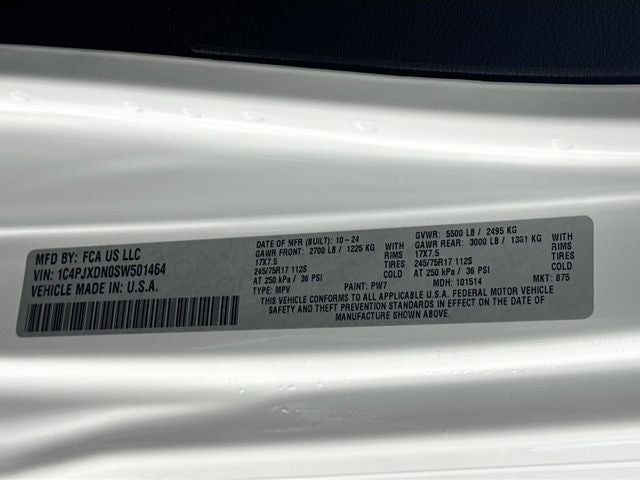 MFD BY: FCA US LLC
VIN: 1C4PJXDN0SW501464
VEHICLE MADE IN: U.S.A.
DATE OF MFR (BUILT): 10-24
GAWR FRONT: 2700 LB / 1225 KG
17X7.5
245/75R17 112S
AT 250 kPa / 36 PSI
TYPE: MPV
WITH
RIMS
TIRES
COLD
PAINT: PW7
GVWR: 5500 LB / 2495 KG
GAWR REAR: 3000 LB / 1361 KG
17X7.5
245/75R17 112S
AT 250 kPa / 36 PSI
MDH: 101514
WITH
RIMS
TIRES
COLD
MKT: 875
THIS VEHICLE CONFORMS TO ALL APPLICABLE U.S.A. FEDERAL MOTOR VEHICLE
SAFETY AND THEFT PREVENTION STANDARDS IN EFFECT ON THE DATE OF
MANUFACTURE SHOWN ABOVE.